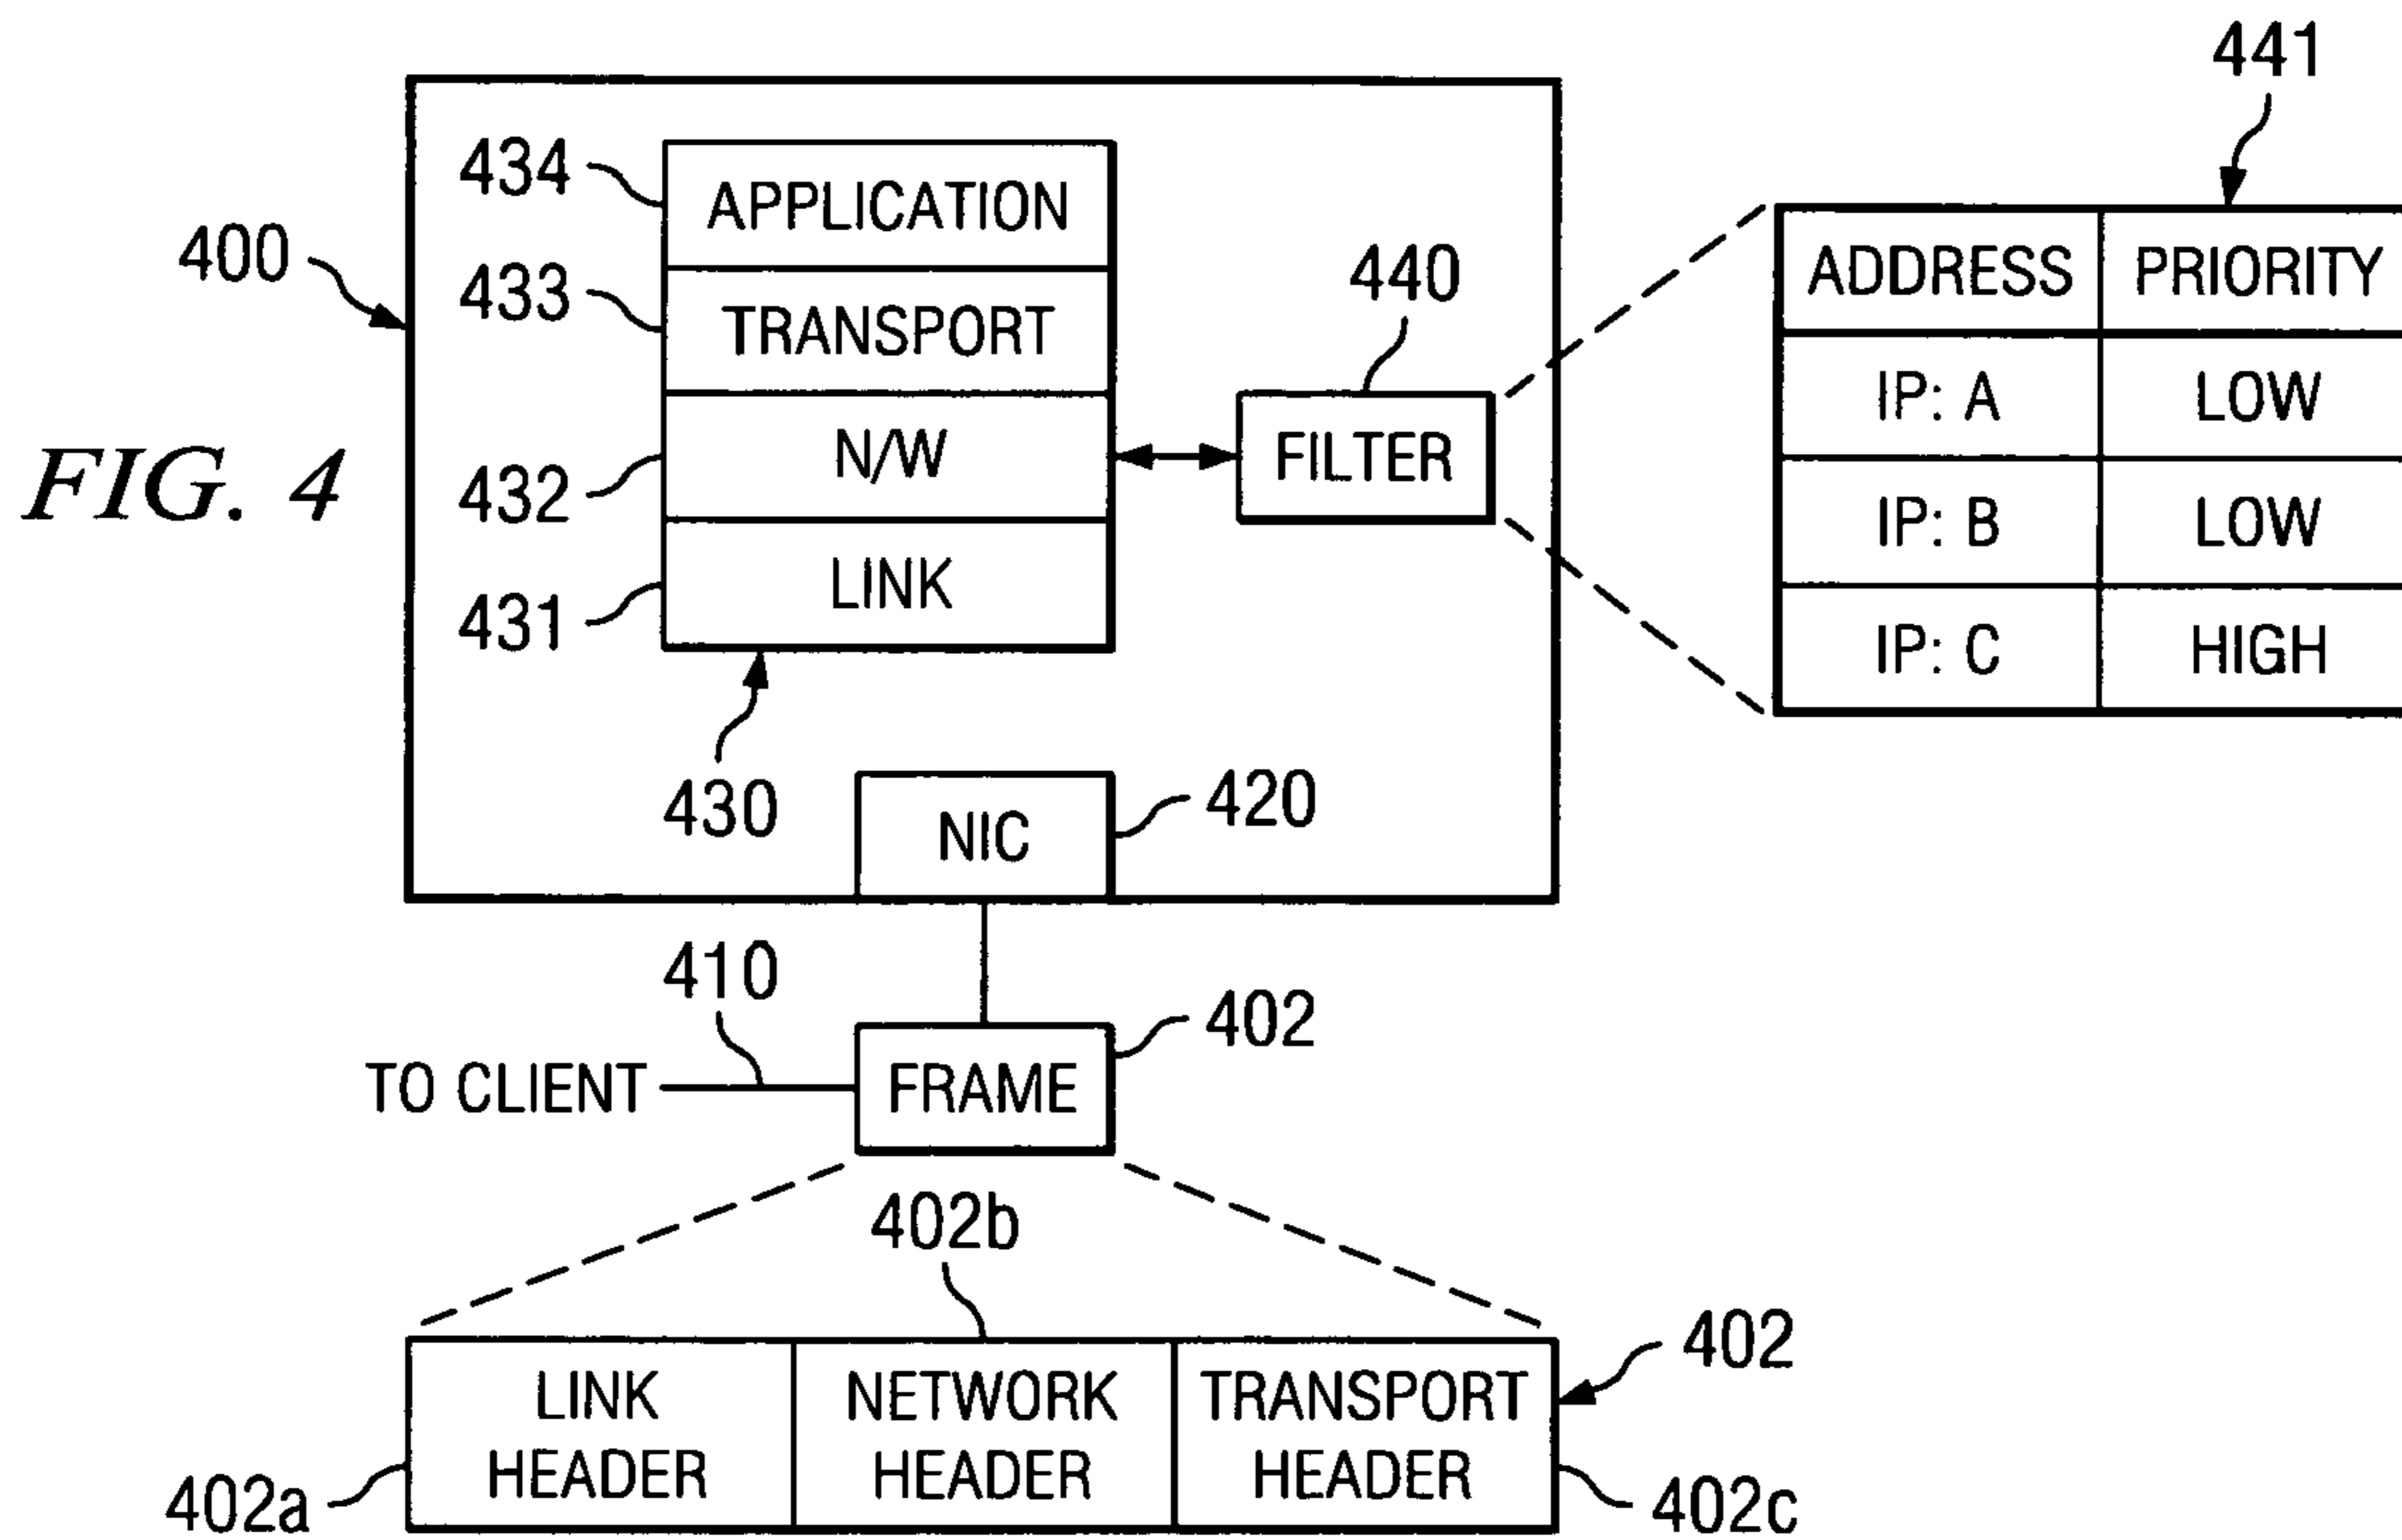 FIG. 4
400
434
APPLICATION
433
TRANSPORT
432
N/W
431
LINK
430
440
FILTER
441
ADDRESS PRIORITY
IP: A LOW
IP: B LOW
IP: C HIGH
NIC
420
410
TO CLIENT
FRAME
402
402b
402
LINK HEADER
NETWORK HEADER
TRANSPORT HEADER
402a
402c